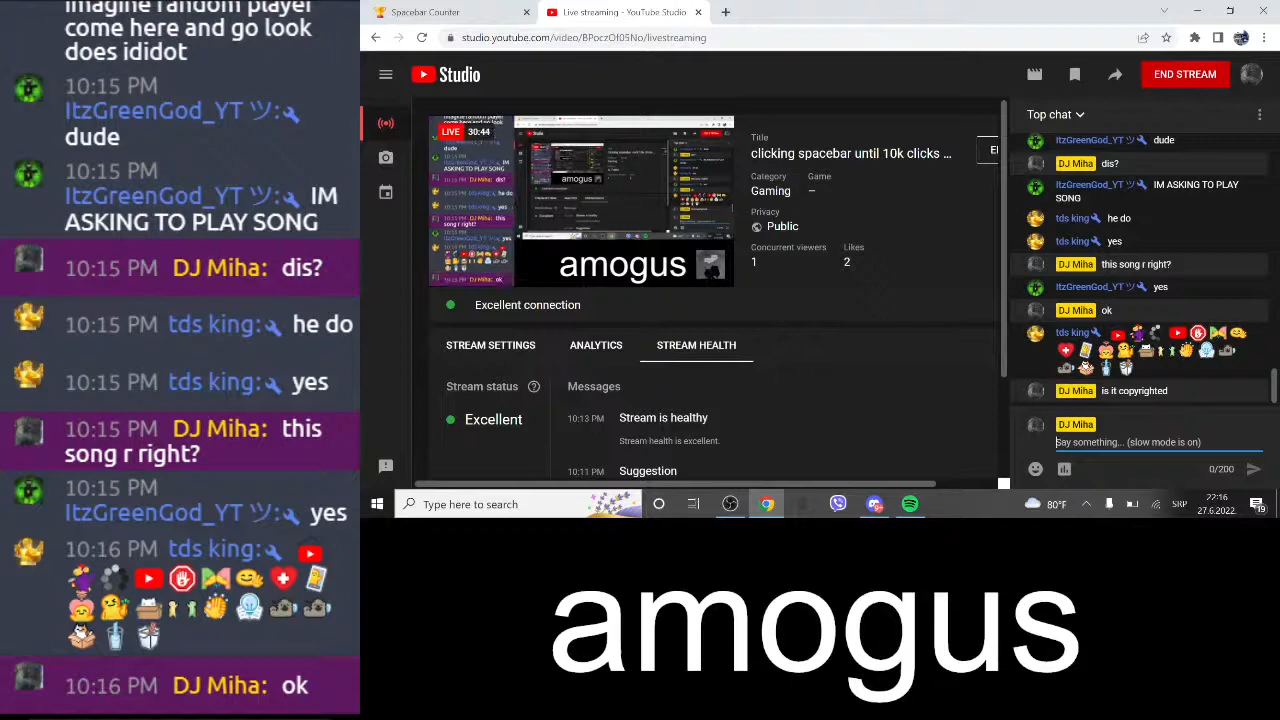 imagine random player
come here and go look
does ididot
10:15 PM
ItzGreenGod_YT ツ:
dude
10:15 PM
ItzGreenGod_YT ツ: IM
ASKING TO PLAY SONG
10:15 PM DJ Miha: dis?
10:15 PM tds king: he do
10:15 PM tds king: yes
10:15 PM DJ Miha: this
song r right?
10:15 PM
ItzGreenGod_YT ツ: yes
10:16 PM tds king:
10:16 PM DJ Miha: ok
Spacebar Counter
Live streaming - YouTube Studio
studio.youtube.com/video/BPoczOf05No/livestreaming
Studio
END STREAM
LIVE 30:44
amogus
amogus
Title
clicking spacebar until 10k clicks ...
Category Game
Gaming –
Privacy
Public
Concurrent viewers Likes
1 2
Excellent connection
STREAM SETTINGS ANALYTICS STREAM HEALTH
Stream status Messages
Excellent
10:13 PM Stream is healthy
Stream health is excellent.
10:11 PM Suggestion
Top chat
ItzGreenGod_YT ツ dude
DJ Miha dis?
ItzGreenGod_YT ツ IM ASKING TO PLAY
SONG
tds king he do
tds king yes
DJ Miha this song r right?
ItzGreenGod_YT ツ yes
DJ Miha ok
tds king
DJ Miha is it copyrighted
DJ Miha
Say something... (slow mode is on)
0/200
Type here to search
9+
80°F
SRP
22:16
27.6.2022.
19
amogus